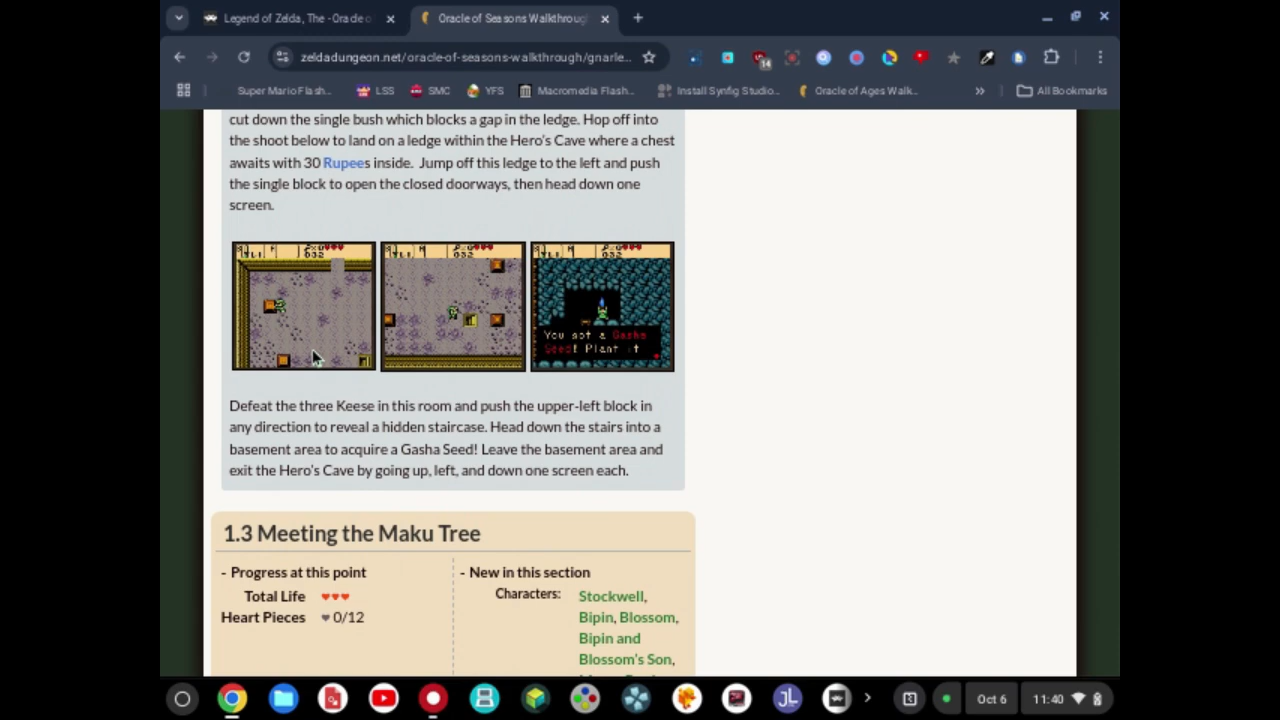 Legend of Zelda, The - Oracle o
Oracle of Seasons Walkthroug
zeldadungeon.net/oracle-of-seasons-walkthrough/gnarle...
14
Super Mario Flash...
LSS
SMC
YFS
Macromedia Flash...
Install Synfig Studio...
Oracle of Ages Walk...
»
All Bookmarks
cut down the single bush which blocks a gap in the ledge. Hop off into
the shoot below to land on a ledge within the Hero's Cave where a chest
awaits with 30 Rupees inside. Jump off this ledge to the left and push
the single block to open the closed doorways, then head down one
screen.
You got a Gasha
Seed! Plant it
Defeat the three Keese in this room and push the upper-left block in
any direction to reveal a hidden staircase. Head down the stairs into a
basement area to acquire a Gasha Seed! Leave the basement area and
exit the Hero's Cave by going up, left, and down one screen each.
1.3 Meeting the Maku Tree
- Progress at this point
Total Life
Heart Pieces 0/12
- New in this section
Characters: Stockwell,
Bipin, Blossom,
Bipin and
Blossom's Son,
JL
Oct 6
11:40